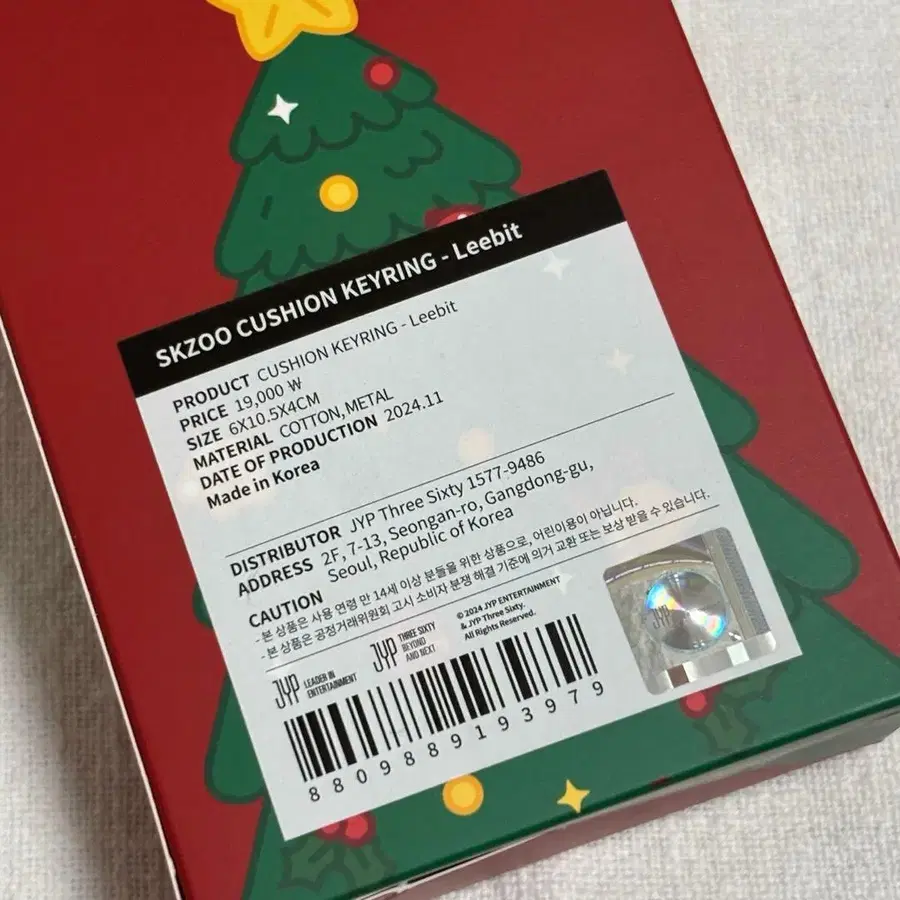 SKZOO CUSHION KEYRING - Leebit
PRODUCT CUSHION KEYRING - Leebit
PRICE 19,000 ₩
SIZE 6X10.5X4CM
MATERIAL COTTON,METAL
DATE OF PRODUCTION 2024.11
Made in Korea
DISTRIBUTOR JYP Three Sixty 1577-9486
ADDRESS 2F,7-13, Seongan-ro, Gangdong-gu,
Seoul, Republic of Korea
CAUTION
- 본 상품은 사용 연령 만 14세 이상 분들을 위한 상품으로, 어린이용이 아닙니다.
- 본 상품은 공정거래위원회 고시 소비자 분쟁 해결 기준에 의거 교환 또는 보상 받을 수 있습니다.
JYP LEADER IN
ENTERTAINMENT
JYP THREE SIXTY
BEYOND
AND NEXT
© 2024 JYP ENTERTAINMENT
& JYP Three Sixty.
All Rights Reserved.
JYP
8809889193979